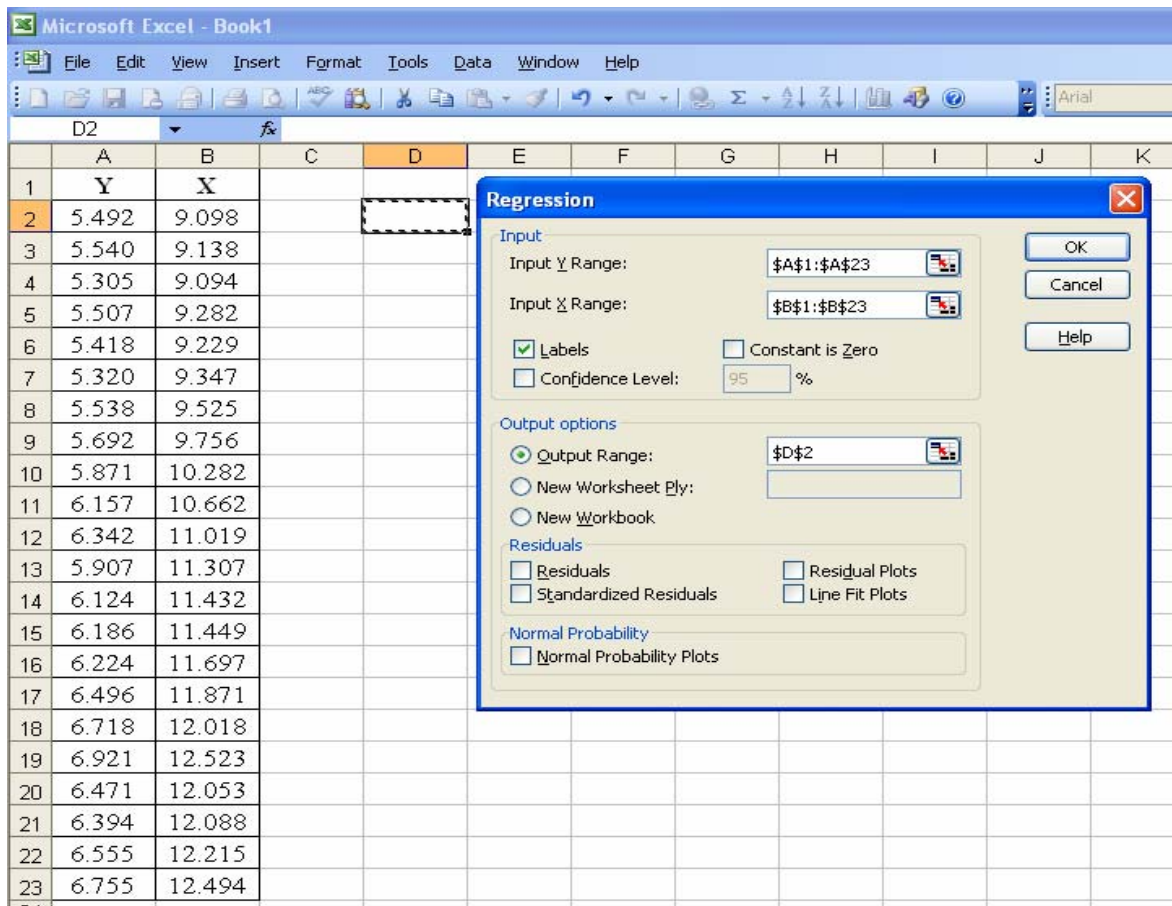 Microsoft Excel - Book1
File Edit View Insert Format Tools Data Window Help
ABC Σ A Z Z A ? Arial
D2 fx
A B C D E F G H I J K
1 Y X
2 5.492 9.098
3 5.540 9.138
4 5.305 9.094
5 5.507 9.282
6 5.418 9.229
7 5.320 9.347
8 5.538 9.525
9 5.692 9.756
10 5.871 10.282
11 6.157 10.662
12 6.342 11.019
13 5.907 11.307
14 6.124 11.432
15 6.186 11.449
16 6.224 11.697
17 6.496 11.871
18 6.718 12.018
19 6.921 12.523
20 6.471 12.053
21 6.394 12.088
22 6.555 12.215
23 6.755 12.494
Regression
Input
Input Y Range: $A$1:$A$23
Input X Range: $B$1:$B$23
Labels Constant is Zero
Confidence Level: 95 %
OK
Cancel
Help
Output options
Output Range: $D$2
New Worksheet Ply:
New Workbook
Residuals
Residuals Residual Plots
Standardized Residuals Line Fit Plots
Normal Probability
Normal Probability Plots